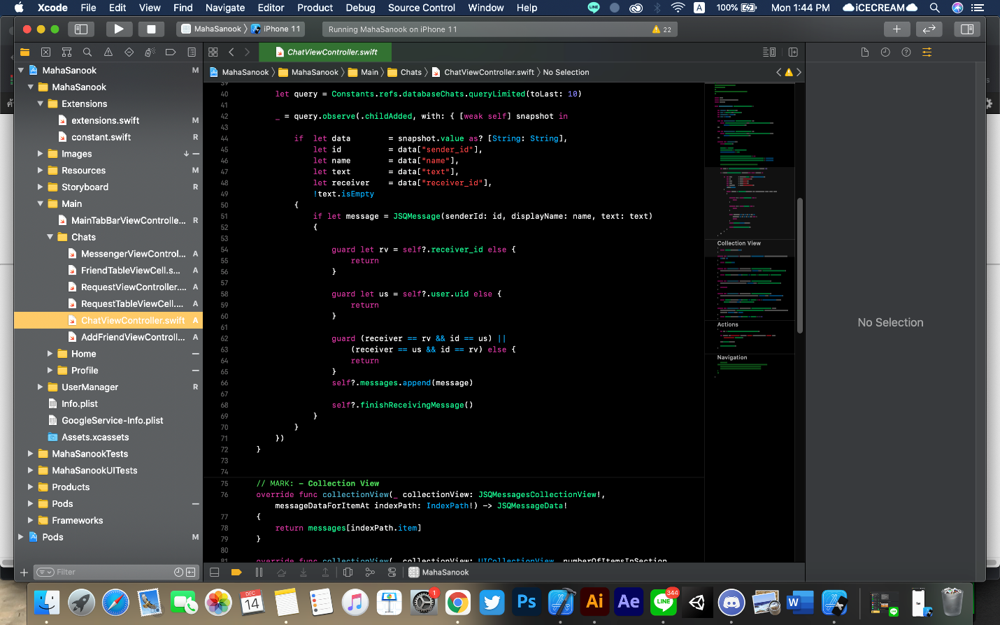 Xcode File Edit View Find Navigate Editor Product Debug Source Control Window Help
LINE A 100% Mon 1:44 PM ☁iCECREAM☁
MahaSanook 〉 iPhone 11
Running MahaSanook on iPhone 11
22
ChatViewController.swift
MahaSanook 〉 MahaSanook 〉 Main 〉 Chats 〉 ChatViewController.swift 〉 No Selection
MahaSanook M
MahaSanook
Extensions
extensions.swift M
constant.swift R
Images
Resources M
Storyboard R
Main
MainTabBarViewControlle... R
Chats
MessengerViewControl... A
FriendTableViewCell.s... A
RequestViewController.... A
RequestTableViewCell.... A
ChatViewController.swift A
AddFriendViewControll... A
Home
Profile
UserManager R
Info.plist
GoogleService-Info.plist
Assets.xcassets
MahaSanookTests
MahaSanookUITests
Products
Pods
Frameworks
Pods M
Filter
39
40 let query = Constants.refs.databaseChats.queryLimited(toLast: 10)
41
42 _ = query.observe(.childAdded, with: { [weak self] snapshot in
43
44 if let data = snapshot.value as? [String: String],
45 let id = data["sender_id"],
46 let name = data["name"],
47 let text = data["text"],
48 let receiver = data["receiver_id"],
49 !text.isEmpty
50 {
51 if let message = JSQMessage(senderId: id, displayName: name, text: text)
52 {
53
54 guard let rv = self?.receiver_id else {
55 return
56 }
57
58 guard let us = self?.user.uid else {
59 return
60 }
61
62 guard (receiver == rv && id == us) ||
63 (receiver == us && id == rv) else {
64 return
65 }
66 self?.messages.append(message)
67
68 self?.finishReceivingMessage()
69 }
70 }
71 })
72 }
73
74
75 // MARK: - Collection View
76 override func collectionView(_ collectionView: JSQMessagesCollectionView!,
messageDataForItemAt indexPath: IndexPath!) -> JSQMessageData!
77 {
78 return messages[indexPath.item]
79 }
80
81 override func collectionView(_ collectionView: UICollectionView, numberOfItemsInSection
Collection View
Actions
Navigation
No Selection
MahaSanook
DEC
14
1
Ps
Ai
Ae
LINE
344
W